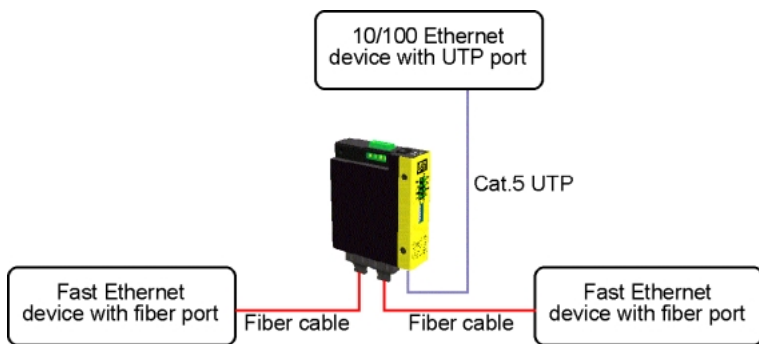 10/100 Ethernet
device with UTP port
Cat.5 UTP
Fast Ethernet
device with fiber port
Fiber cable
Fiber cable
Fast Ethernet
device with fiber port